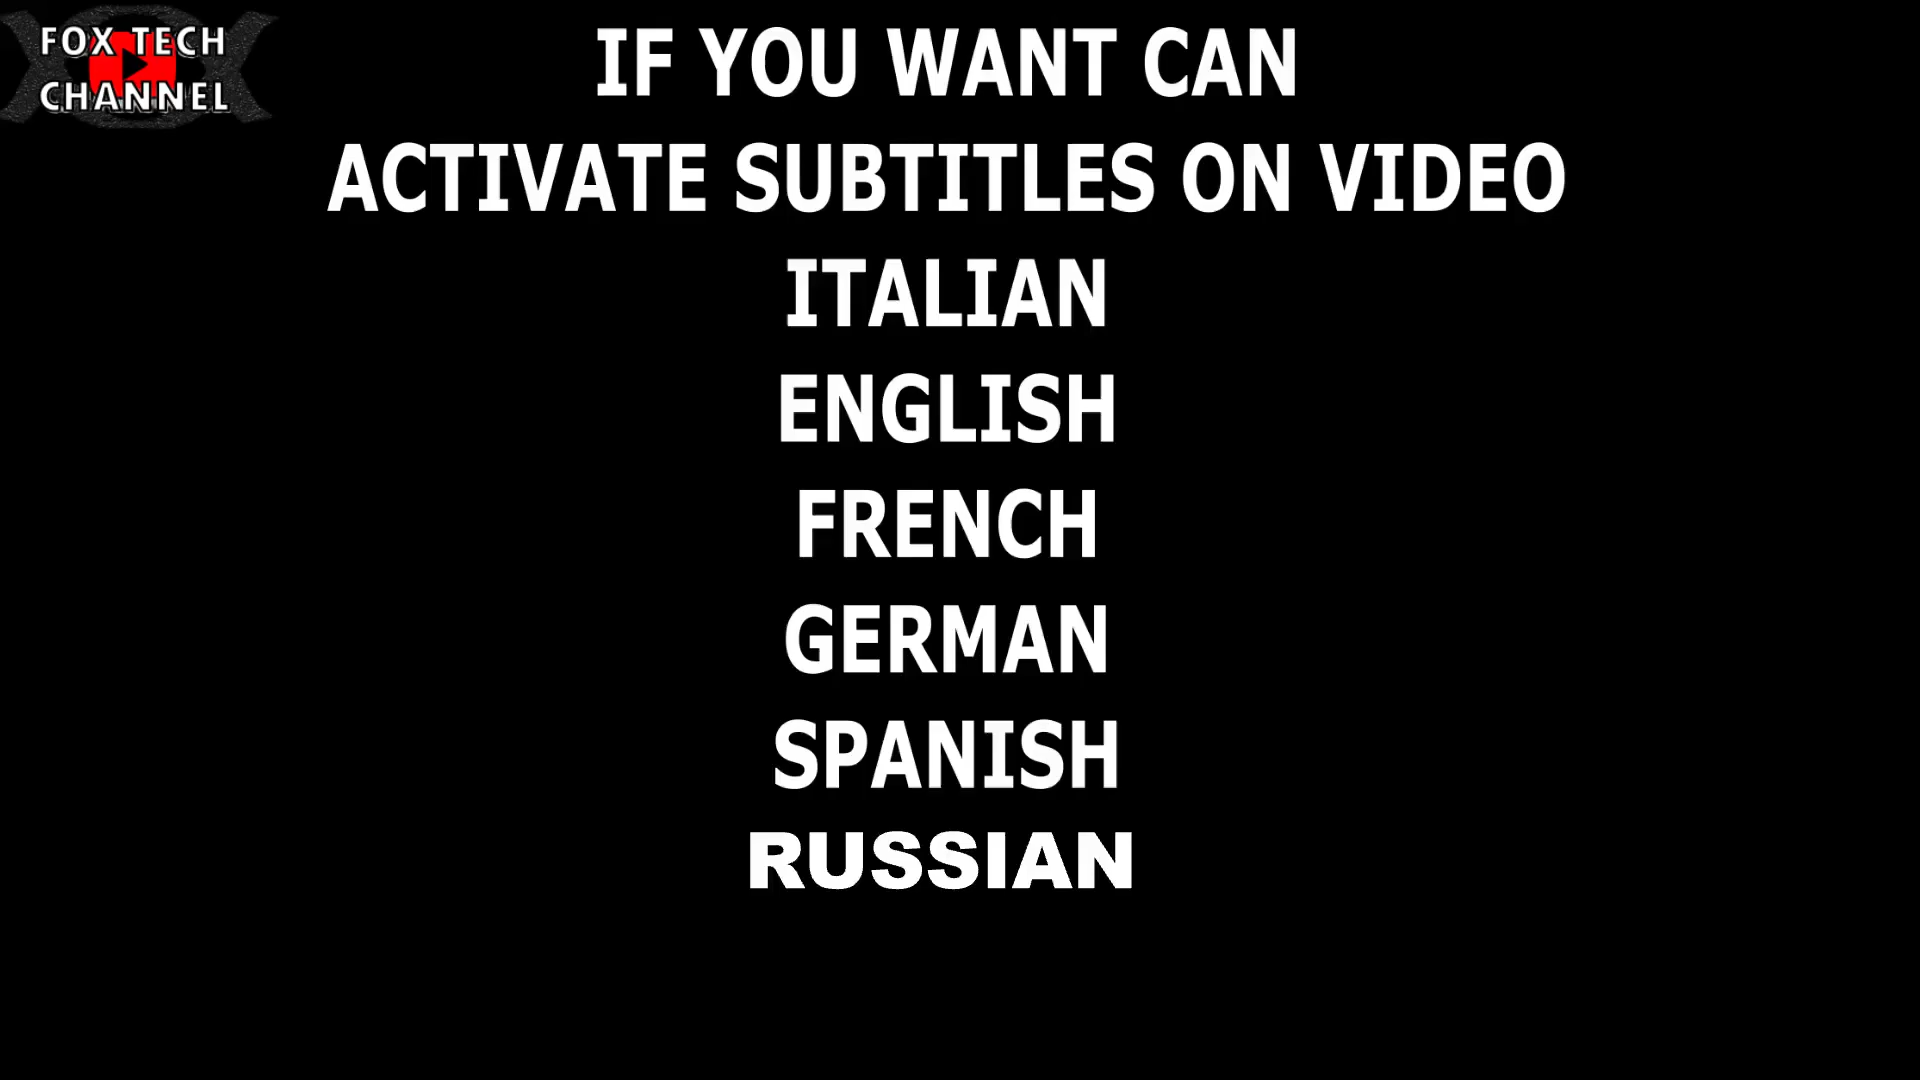 FOX TECH
CHANNEL
IF YOU WANT CAN
ACTIVATE SUBTITLES ON VIDEO
ITALIAN
ENGLISH
FRENCH
GERMAN
SPANISH
RUSSIAN